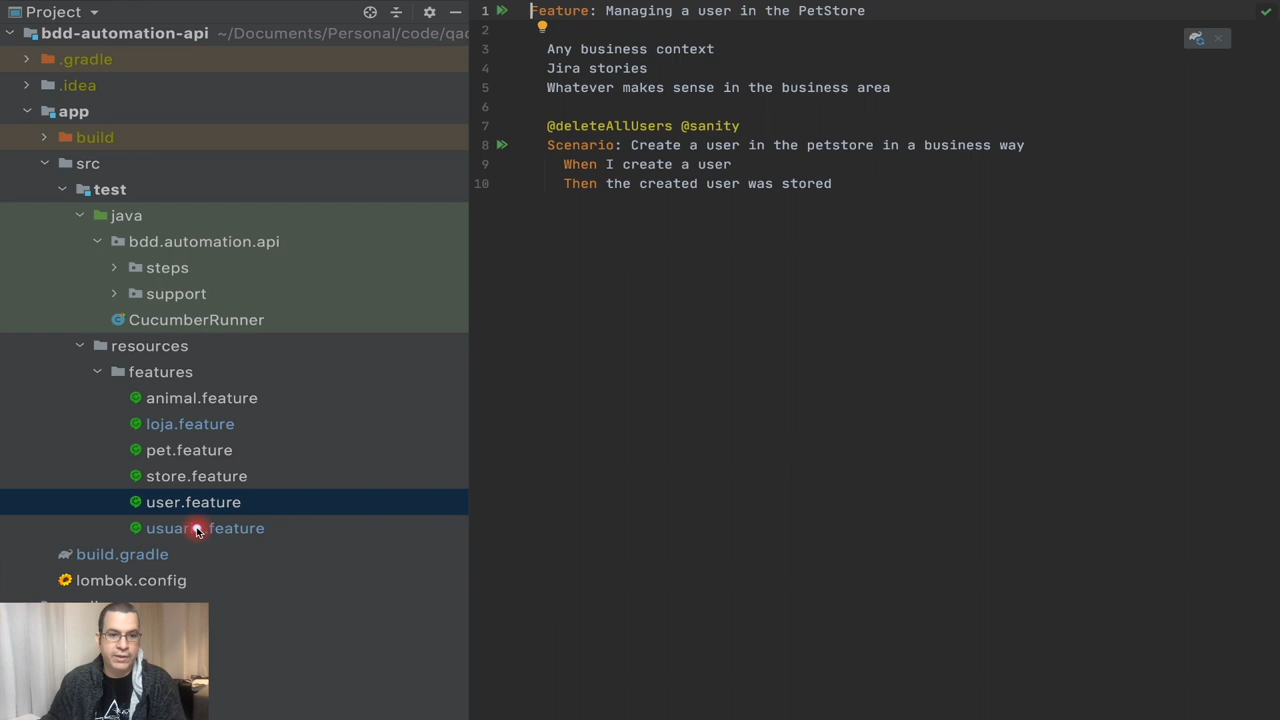 Project
bdd-automation-api ~/Documents/Personal/code/qac
.gradle
.idea
app
build
src
test
java
bdd.automation.api
steps
support
CucumberRunner
resources
features
animal.feature
loja.feature
pet.feature
store.feature
user.feature
feature
build.gradle
lombok.config
1 Feature: Managing a user in the PetStore
2
3 Any business context
4 Jira stories
5 Whatever makes sense in the business area
6
7 @deleteAllUsers @sanity
8 Scenario: Create a user in the petstore in a business way
9 When I create a user
10 Then the created user was stored